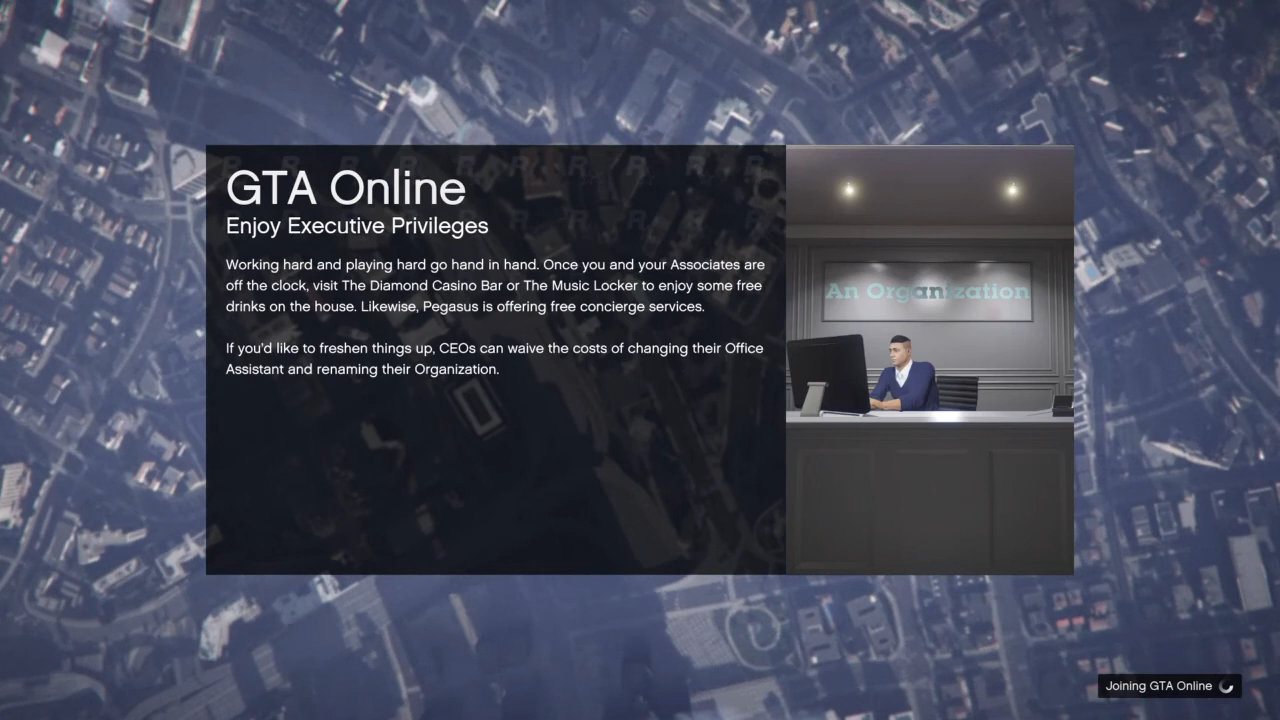 GTA Online
Enjoy Executive Privileges
Working hard and playing hard go hand in hand. Once you and your Associates are
off the clock, visit The Diamond Casino Bar or The Music Locker to enjoy some free
drinks on the house. Likewise, Pegasus is offering free concierge services.
If you'd like to freshen things up, CEOs can waive the costs of changing their Office
Assistant and renaming their Organization.
An Organization
Joining GTA Online